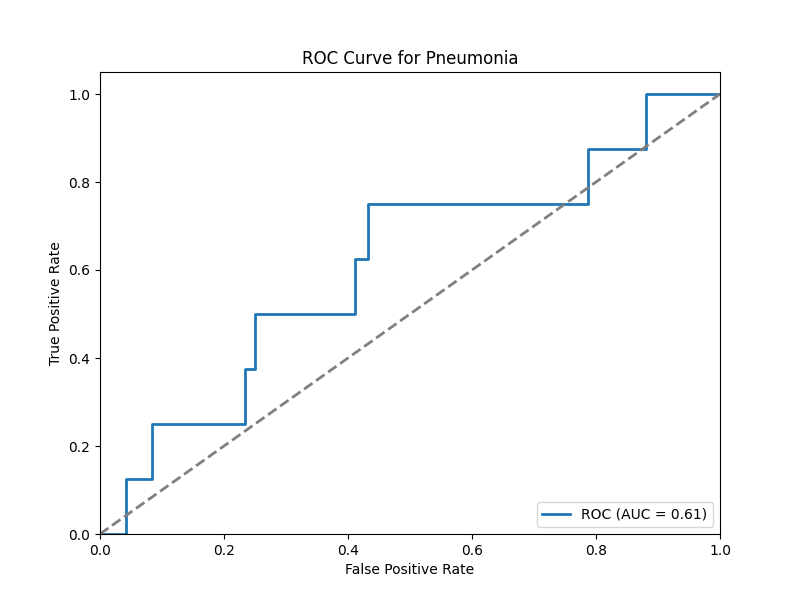 ROC Curve for Pneumonia
True Positive Rate
1.0
0.8
0.6
0.4
0.2
0.0
0.0 0.2 0.4 0.6 0.8 1.0
False Positive Rate
ROC (AUC = 0.61)